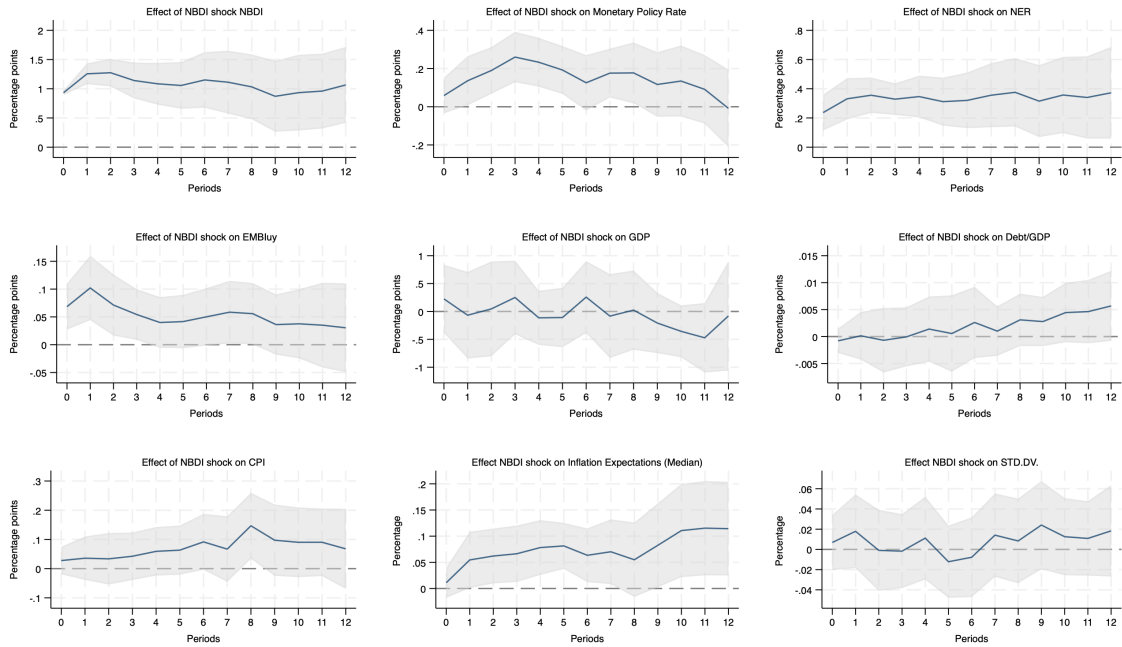 Effect of NBDI shock NBDI
Percentage points
2
1.5
1
.5
0
0 1 2 3 4 5 6 7 8 9 10 11 12
Periods
Effect of NBDI shock on Monetary Policy Rate
Percentage points
.4
.2
0
-.2
0 1 2 3 4 5 6 7 8 9 10 11 12
Periods
Effect of NBDI shock on NER
Percentage points
.8
.6
.4
.2
0
0 1 2 3 4 5 6 7 8 9 10 11 12
Periods
Effect of NBDI shock on EMBIuy
Percentage points
.15
.1
.05
0
-.05
0 1 2 3 4 5 6 7 8 9 10 11 12
Periods
Effect of NBDI shock on GDP
Percentage points
1
.5
0
-.5
-1
0 1 2 3 4 5 6 7 8 9 10 11 12
Periods
Effect of NBDI shock on Debt/GDP
Percentage points
.015
.01
.005
0
-.005
0 1 2 3 4 5 6 7 8 9 10 11 12
Periods
Effect of NBDI shock on CPI
Percentage points
.3
.2
.1
0
-.1
0 1 2 3 4 5 6 7 8 9 10 11 12
Periods
Effect NBDI shock on Inflation Expectations (Median)
Percentage
.2
.15
.1
.05
0
0 1 2 3 4 5 6 7 8 9 10 11 12
Periods
Effect NBDI shock on STD.DV.
Percentage
.06
.04
.02
0
-.02
-.04
0 1 2 3 4 5 6 7 8 9 10 11 12
Periods